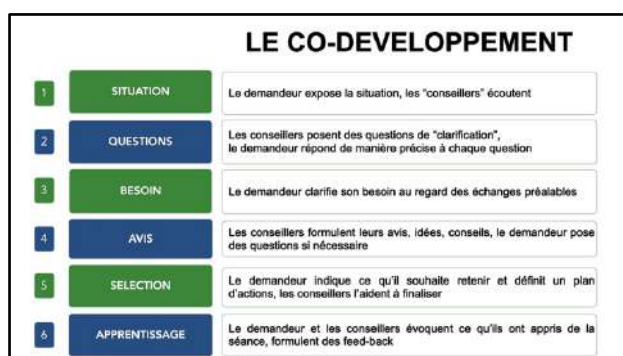 LE CO-DEVELOPPEMENT
1 SITUATION Le demandeur expose la situation, les "conseillers" écoutent
2 QUESTIONS Les conseillers posent des questions de "clarification",
le demandeur répond de manière précise à chaque question
3 BESOIN Le demandeur clarifie son besoin au regard des échanges préalables
4 AVIS Les conseillers formulent leurs avis, idées, conseils, le demandeur pose
des questions si nécessaire
5 SELECTION Le demandeur indique ce qu'il souhaite retenir et définit un plan
d'actions, les conseillers l'aident à finaliser
6 APPRENTISSAGE Le demandeur et les conseillers évoquent ce qu'ils ont appris de la
séance, formulent des feed-back